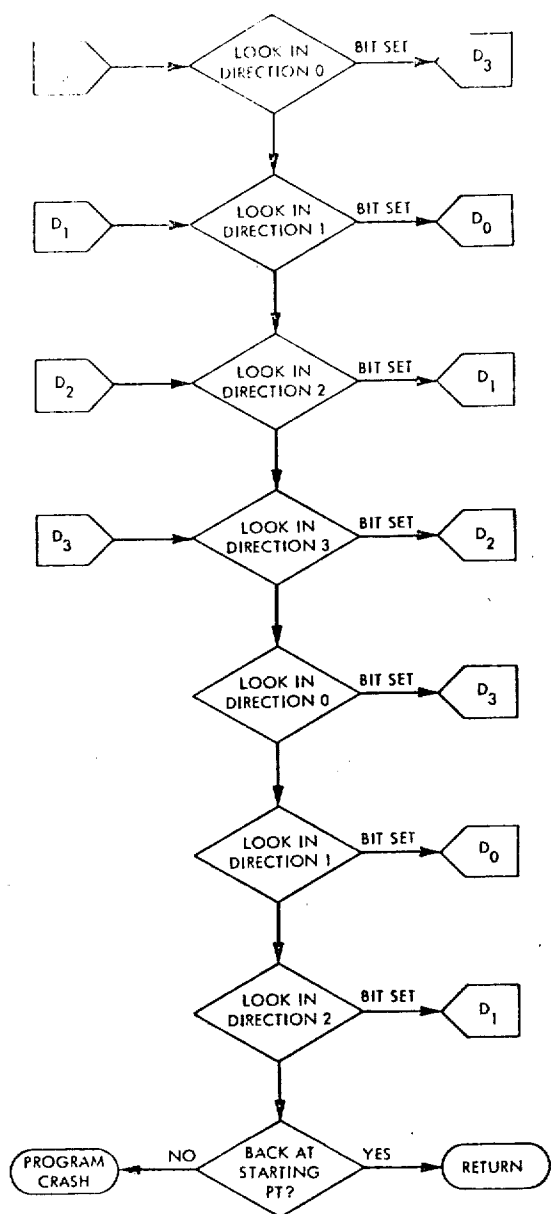 LOOK IN
DIRECTION 0
BIT SET
D3
D1
LOOK IN
DIRECTION 1
BIT SET
D0
D2
LOOK IN
DIRECTION 2
BIT SET
D1
D3
LOOK IN
DIRECTION 3
BIT SET
D2
LOOK IN
DIRECTION 0
BIT SET
D3
LOOK IN
DIRECTION 1
BIT SET
D0
LOOK IN
DIRECTION 2
BIT SET
D1
PROGRAM
CRASH
NO
BACK AT
STARTING
PT?
YES
RETURN